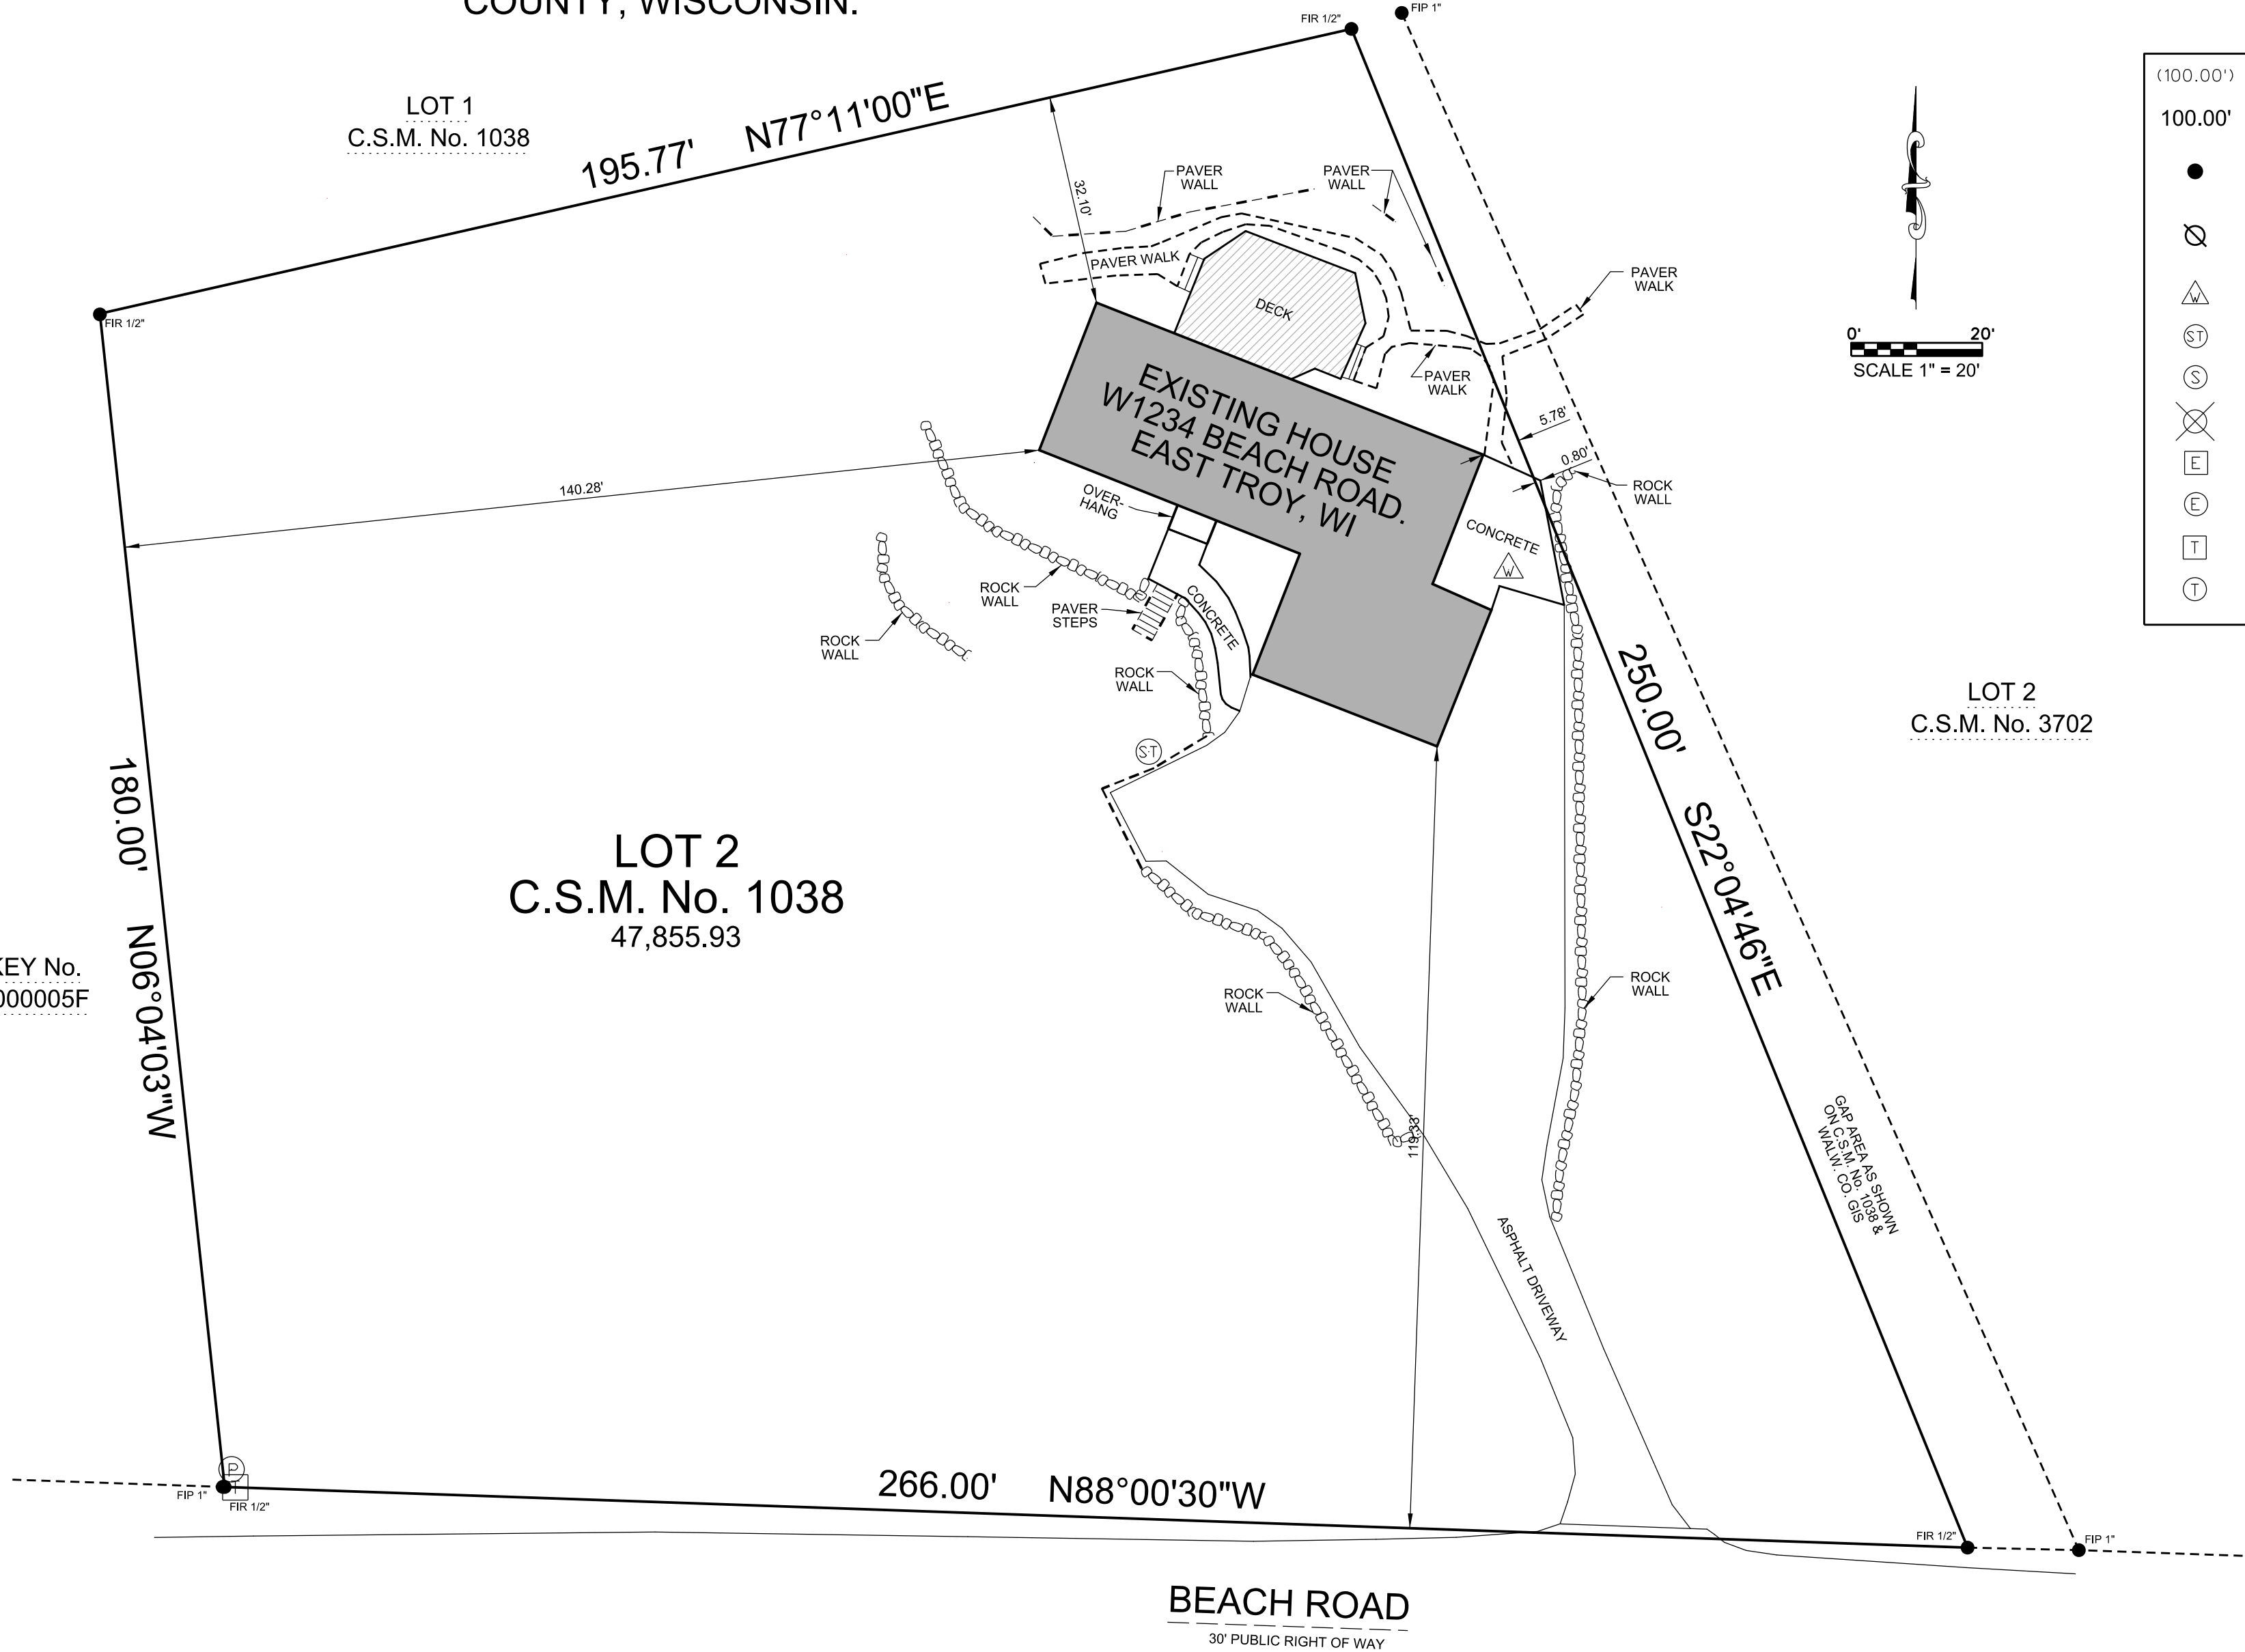 COUNTY, WISCONSIN.
FIR 1/2"
FIP 1"
LOT 1
C.S.M. No. 1038
195.77' N77°11'00"E
(100.00')
100.00'
W
ST
S
E
E
T
T
0' 20'
SCALE 1" = 20'
FIR 1/2"
32.10'
PAVER
WALL
PAVER
WALL
PAVER WALK
DECK
PAVER
WALK
PAVER
WALK
EXISTING HOUSE
W1234 BEACH ROAD.
EAST TROY, WI
5.78'
0.80'
ROCK
WALL
140.28'
OVER-
HANG
CONCRETE
W
ROCK
WALL
PAVER
STEPS
CONCRETE
ROCK
WALL
ROCK
WALL
ST
250.00' S22°04'46"E
LOT 2
C.S.M. No. 3702
180.00' N06°04'03"W
LOT 2
C.S.M. No. 1038
47,855.93
KEY No.
000005F
ROCK
WALL
ROCK
WALL
119.33'
GAP AREA AS SHOWN
ON C.S.M. No. 1038 &
WALW. CO. GIS
ASPHALT DRIVEWAY
P
T
FIP 1"
FIR 1/2"
266.00' N88°00'30"W
FIR 1/2"
FIP 1"
BEACH ROAD
30' PUBLIC RIGHT OF WAY